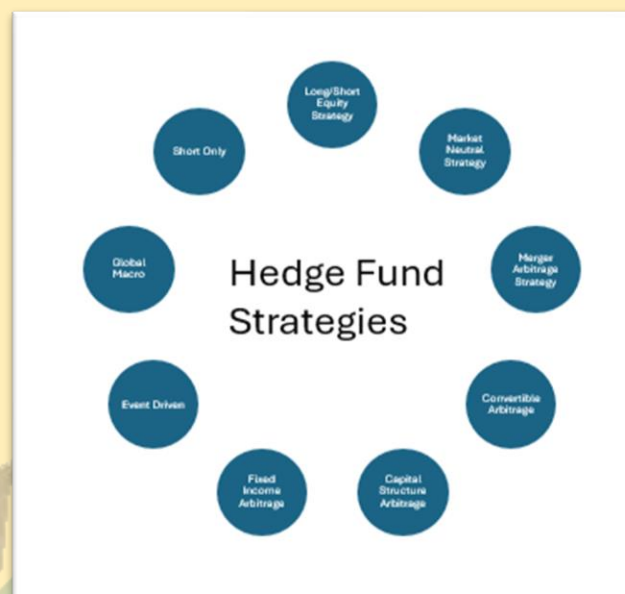 Long/Short
Equity
Strategy
Market
Neutral
Strategy
Merger
Arbitrage
Strategy
Convertible
Arbitrage
Capital
Structure
Arbitrage
Fixed
Income
Arbitrage
Event Driven
Global
Macro
Short Only
Hedge Fund
Strategies